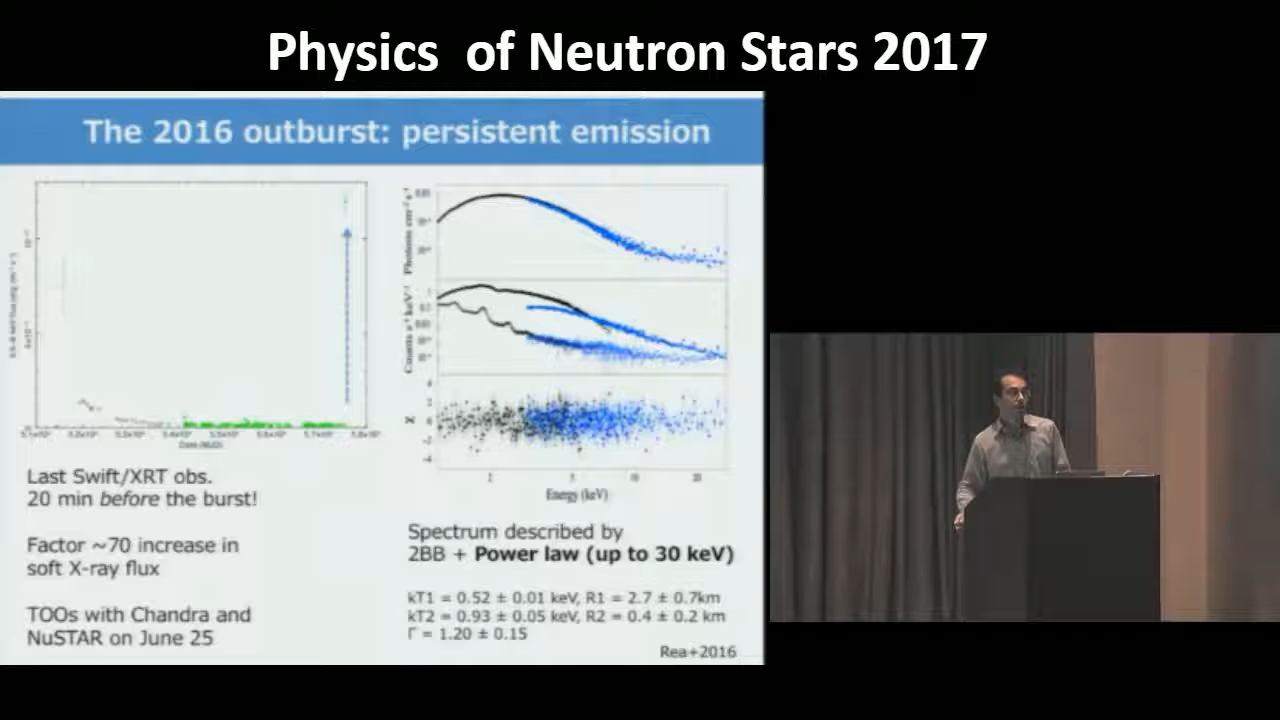 Physics of Neutron Stars 2017
The 2016 outburst: persistent emission
Last Swift/XRT obs.
20 min before the burst!
Factor ~70 increase in
soft X-ray flux
TOOs with Chandra and
NuSTAR on June 25
Energy (keV)
Spectrum described by
2BB + Power law (up to 30 keV)
kT1 = 0.52 ± 0.01 keV, R1 = 2.7 ± 0.7km
kT2 = 0.93 ± 0.05 keV, R2 = 0.4 ± 0.2 km
Γ = 1.20 ± 0.15
Rea+2016